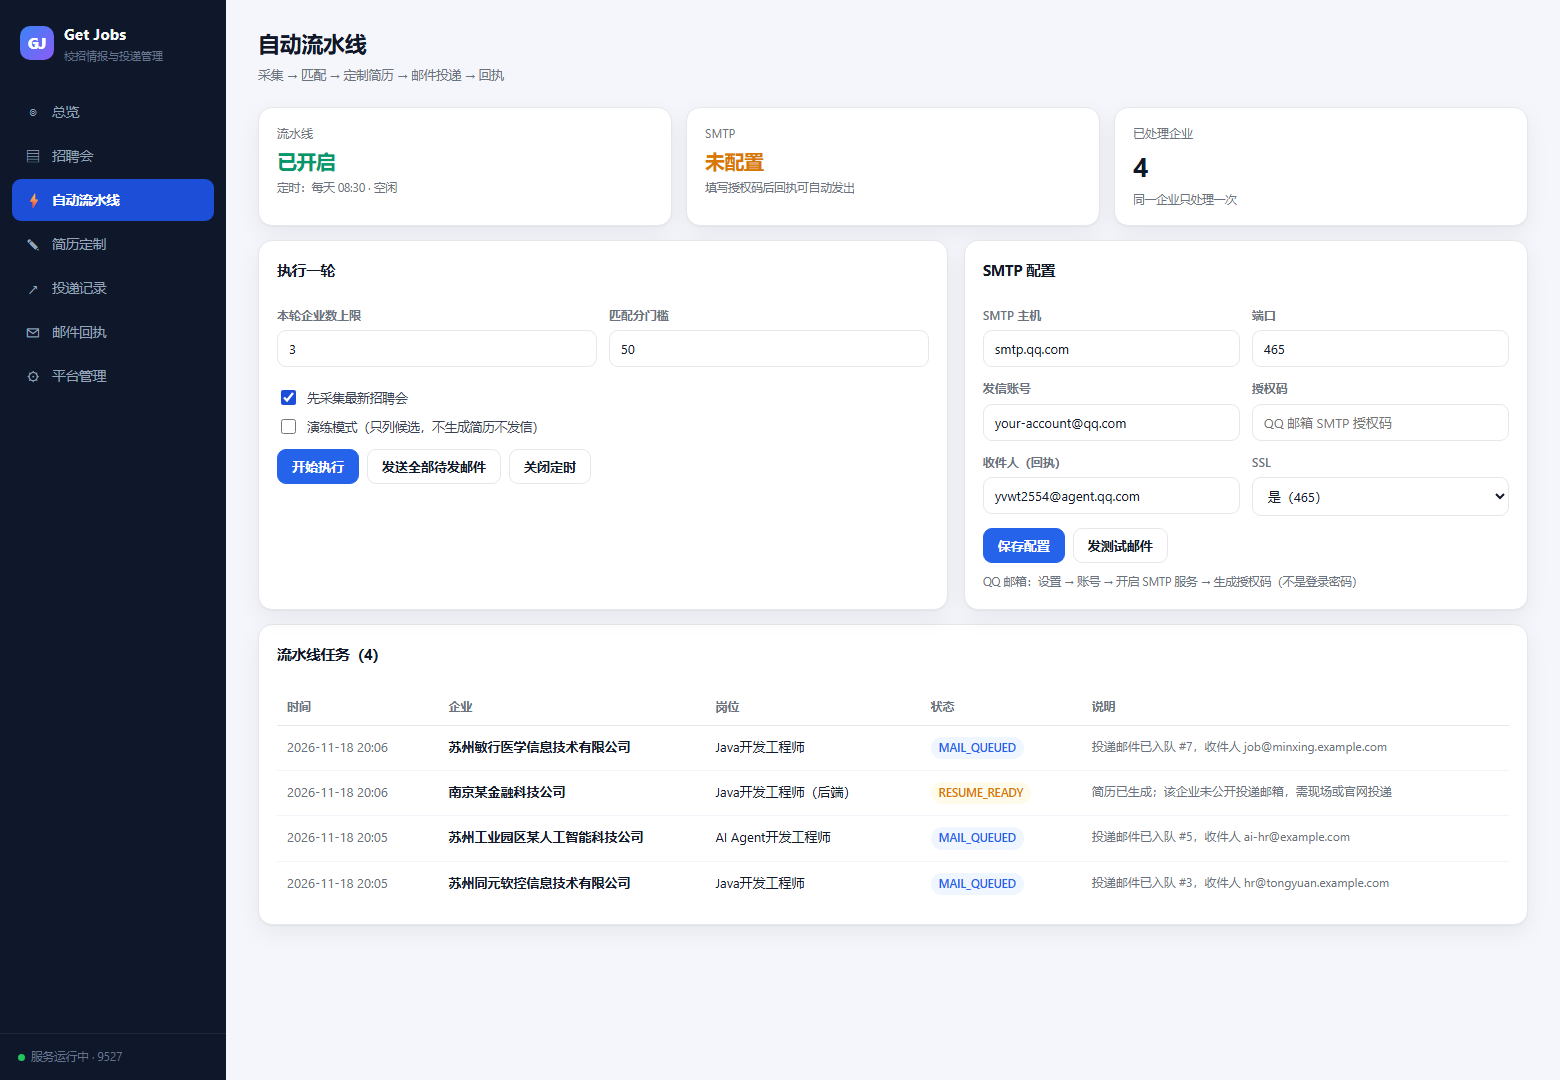 GJ
Get Jobs
校招情报与投递管理
总览
招聘会
自动流水线
简历定制
投递记录
邮件回执
平台管理
服务运行中 · 9527
自动流水线
采集 → 匹配 → 定制简历 → 邮件投递 → 回执
流水线
已开启
定时：每天 08:30 · 空闲
SMTP
未配置
填写授权码后回执可自动发出
已处理企业
4
同一企业只处理一次
执行一轮
本轮企业数上限
匹配分门槛
3
50
先采集最新招聘会
演练模式（只列候选，不生成简历不发信）
开始执行
发送全部待发邮件
关闭定时
SMTP 配置
SMTP 主机
端口
smtp.qq.com
465
发信账号
授权码
your-account@qq.com
QQ 邮箱 SMTP 授权码
收件人（回执）
SSL
yvwt2554@agent.qq.com
是（465）
保存配置
发测试邮件
QQ 邮箱：设置 → 账号 → 开启 SMTP 服务 → 生成授权码（不是登录密码）
流水线任务（4）
时间 企业 岗位 状态 说明
2026-11-18 20:06 苏州敏行医学信息技术有限公司 Java开发工程师 MAIL_QUEUED 投递邮件已入队 #7，收件人 job@minxing.example.com
2026-11-18 20:06 南京某金融科技公司 Java开发工程师（后端） RESUME_READY 简历已生成；该企业未公开投递邮箱，需现场或官网投递
2026-11-18 20:05 苏州工业园区某人工智能科技公司 AI Agent开发工程师 MAIL_QUEUED 投递邮件已入队 #5，收件人 ai-hr@example.com
2026-11-18 20:05 苏州同元软控信息技术有限公司 Java开发工程师 MAIL_QUEUED 投递邮件已入队 #3，收件人 hr@tongyuan.example.com